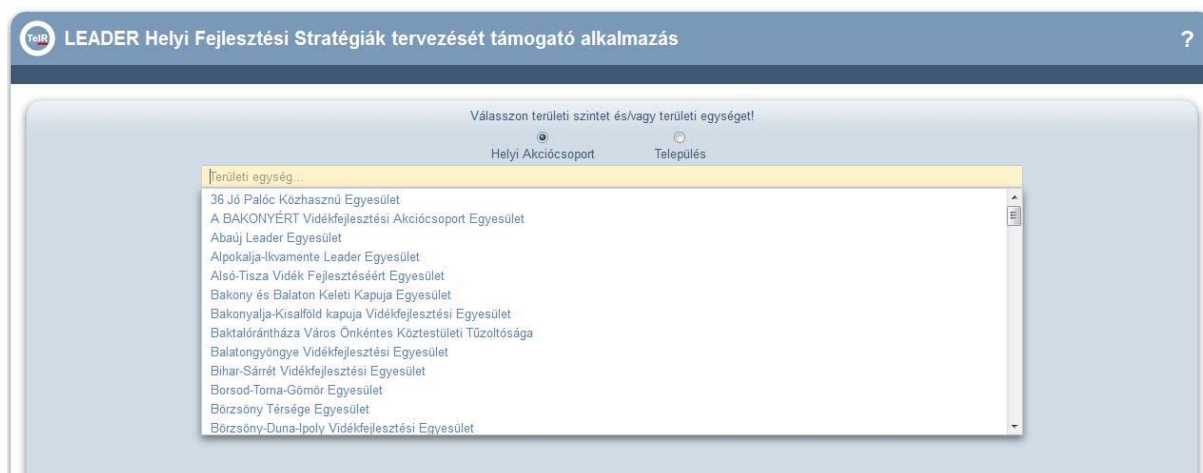 TeIR LEADER Helyi Fejlesztési Stratégiák tervezését támogató alkalmazás ?
Válasszon területi szintet és/vagy területi egységet!
Helyi Akciócsoport Település
Területi egység...
36 Jó Palóc Közhasznú Egyesület
A BAKONYÉRT Vidékfejlesztési Akciócsoport Egyesület
Abaúj Leader Egyesület
Alpokalja-Ikvamente Leader Egyesület
Alsó-Tisza Vidék Fejlesztéséért Egyesület
Bakony és Balaton Keleti Kapuja Egyesület
Bakonyalja-Kisalföld kapuja Vidékfejlesztési Egyesület
Baktalórántháza Város Önkéntes Köztestületi Tűzoltósága
Balatongyöngye Vidékfejlesztési Egyesület
Bihar-Sárrét Vidékfejlesztési Egyesület
Borsod-Torna-Gömör Egyesület
Börzsöny Térsége Egyesület
Börzsöny-Duna-Ipoly Vidékfejlesztési Egyesület